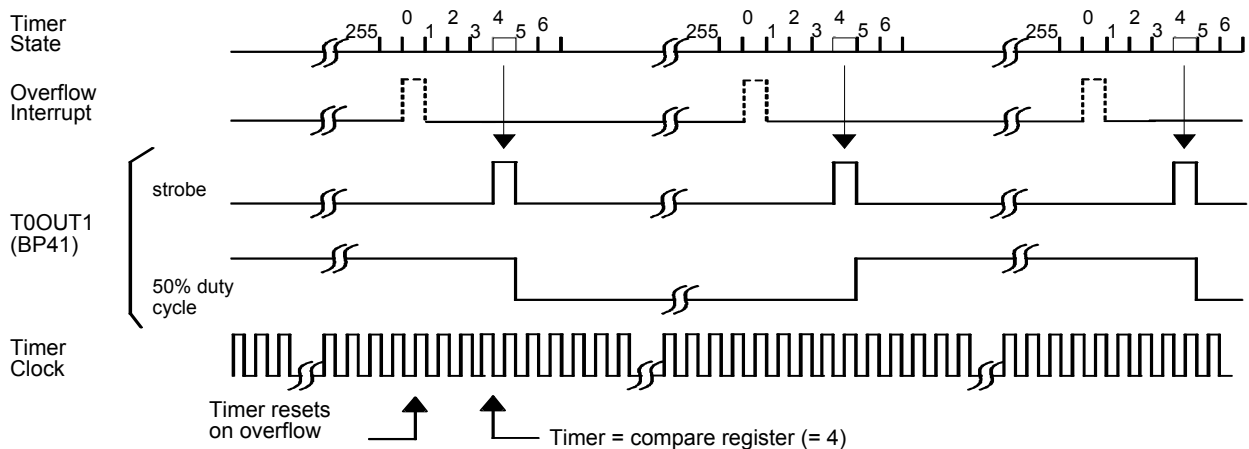 Timer State
255 0 1 2 3 4 5 6 255 0 1 2 3 4 5 6 255 0 1 2 3 4 5 6
Overflow Interrupt
T0OUT1 (BP41)
strobe
50% duty cycle
Timer Clock
Timer resets on overflow
Timer = compare register (= 4)